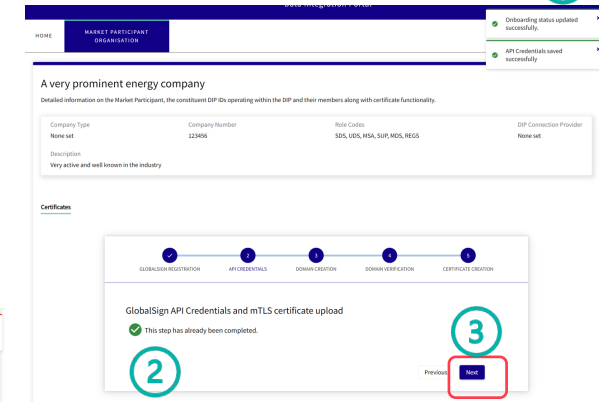 Data Integration Portal
Onboarding status updated
successfully.
HOME
MARKET PARTICIPANT
ORGANISATION
API Credentials saved
successfully
A very prominent energy company
Detailed information on the Market Participant, the constituent DIP IDs operating within the DIP and their members along with certificate functionality.
Company Type Company Number Role Codes DIP Connection Provider
None set 123456 SDS, UDS, MSA, SUP, MDS, REGS None set
Description
Very active and well known in the industry
Certificates
2 3 4 5
GLOBALSIGN REGISTRATION API CREDENTIALS DOMAIN CREATION DOMAIN VERIFICATION CERTIFICATE CREATION
GlobalSign API Credentials and mTLS certificate upload
This step has already been completed.
3
2
Previous Next